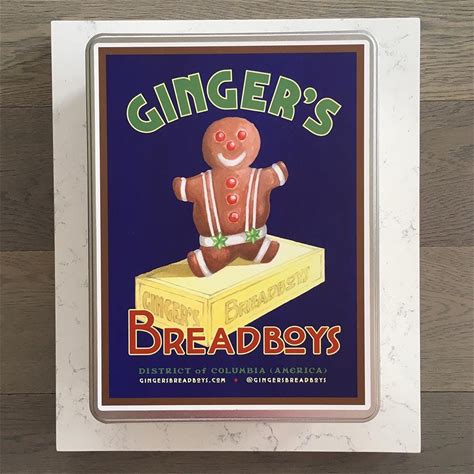 GINGER'S
GINGER'S
BREADBOYS
BREADBOYS
DISTRICT of COLUMBIA (AMERICA)
GINGERSBREADBOYS.COM • @GINGERSBREADBOYS